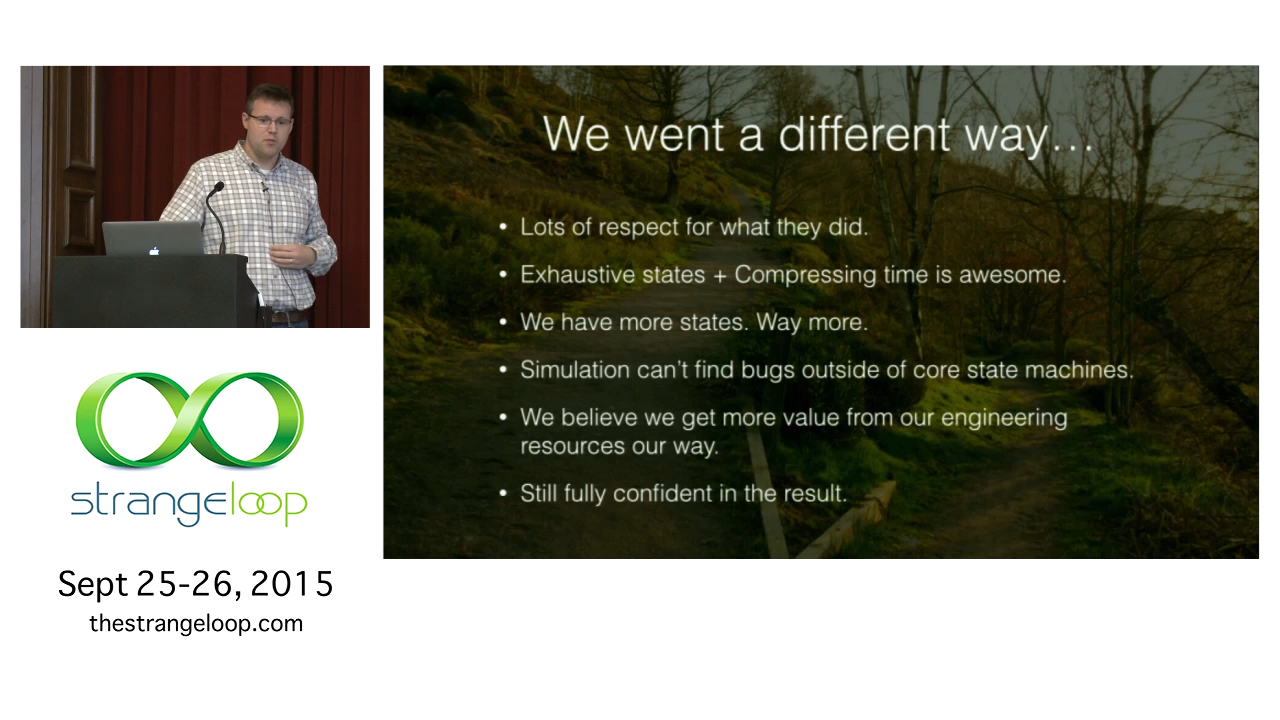 We went a different way…
• Lots of respect for what they did.
• Exhaustive states + Compressing time is awesome.
• We have more states. Way more.
• Simulation can't find bugs outside of core state machines.
• We believe we get more value from our engineering
resources our way.
• Still fully confident in the result.
strangeloop
Sept 25-26, 2015
thestrangeloop.com